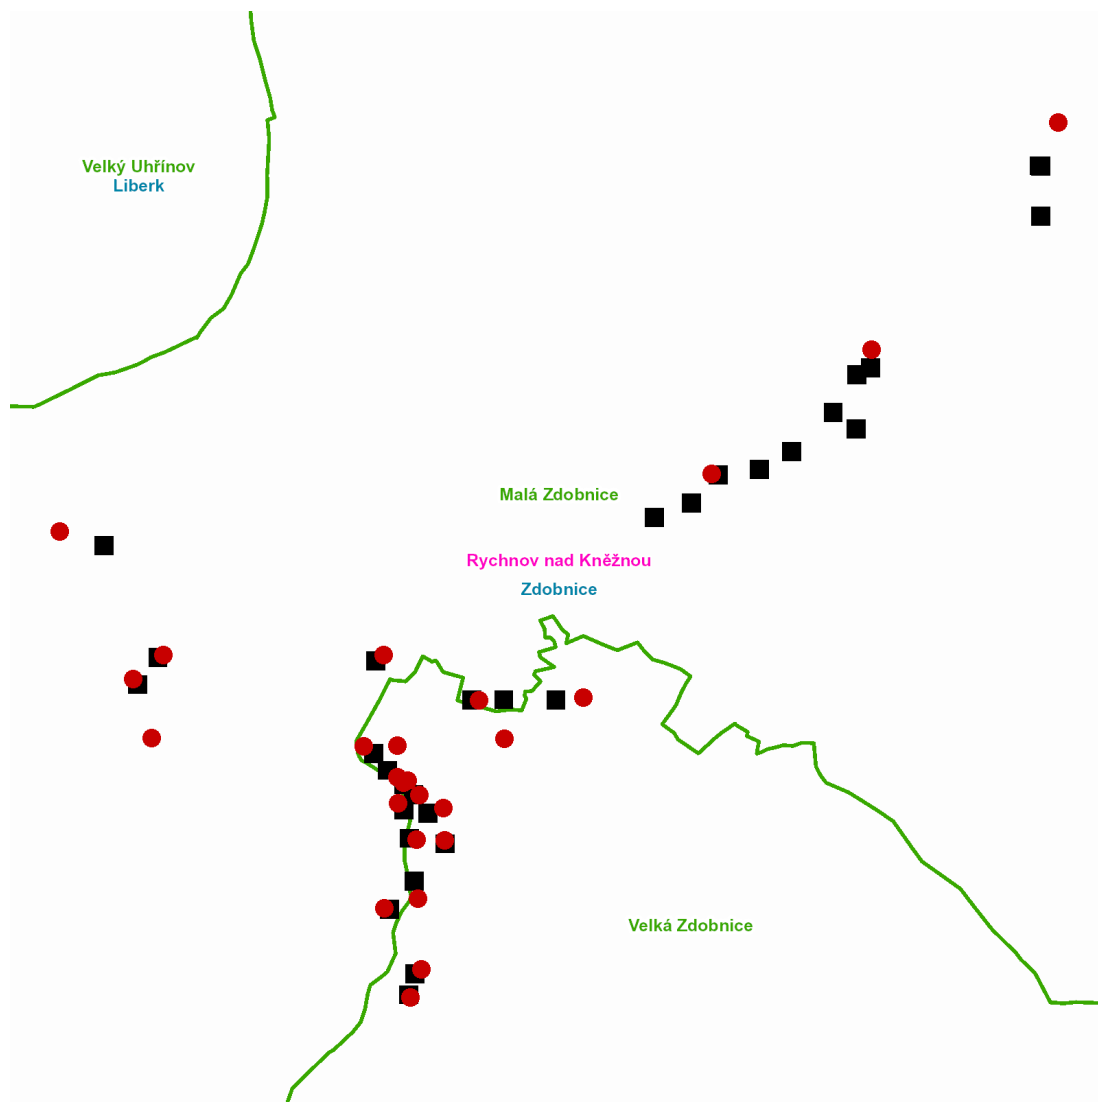 Velký Uhřínov
Liberk
Malá Zdobnice
Rychnov nad Kněžnou
Zdobnice
Velká Zdobnice